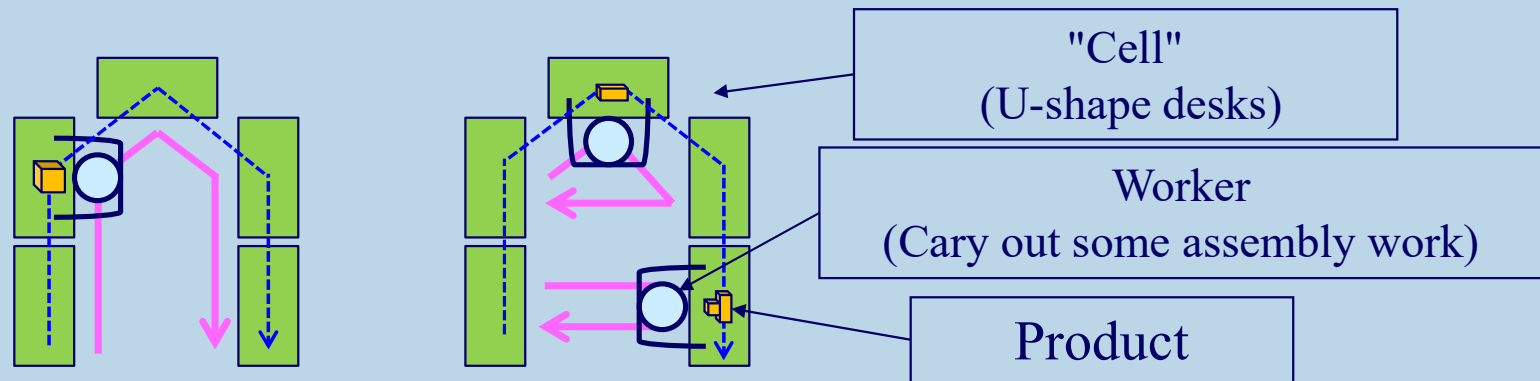 "Cell"
(U-shape desks)
Worker
(Cary out some assembly work)
Product